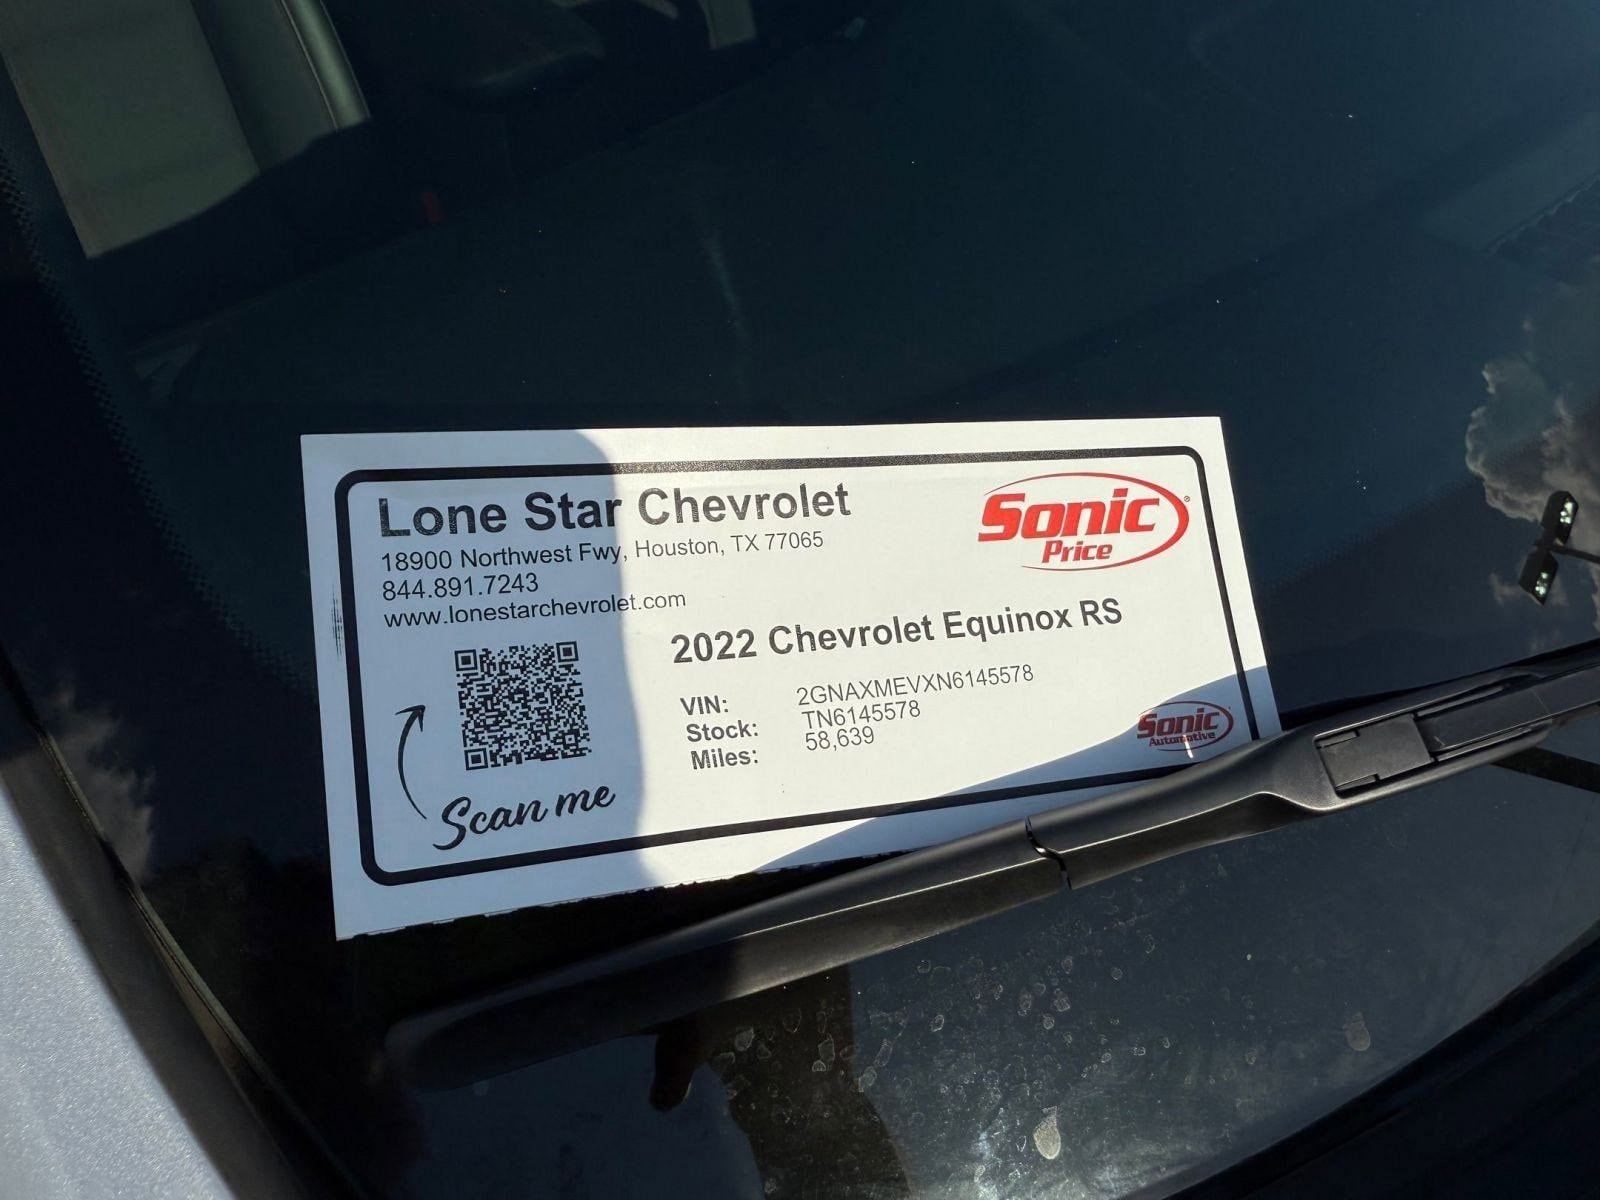 Lone Star Chevrolet
18900 Northwest Fwy, Houston, TX 77065
844.891.7243
www.lonestarchevrolet.com
Sonic®
Price
2022 Chevrolet Equinox RS
VIN: 2GNAXMEVXN6145578
Stock: TN6145578
Miles: 58,639
Scan me
Sonic
Automotive